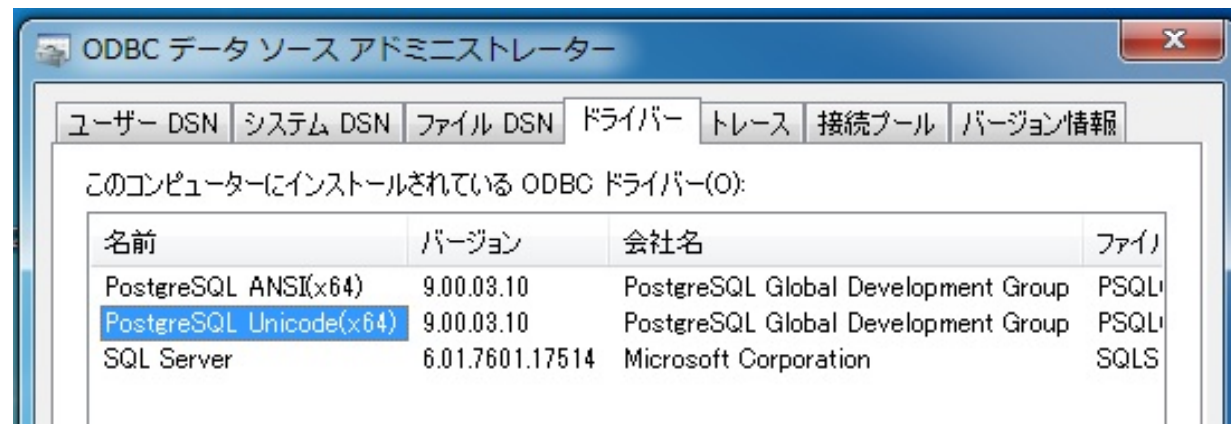 ODBC データ ソース アドミニストレーター
ユーザー DSN システム DSN ファイル DSN ドライバー トレース 接続プール バージョン情報
このコンピューターにインストールされている ODBC ドライバー(O):
名前 バージョン 会社名 ファイル
PostgreSQL ANSI(x64) 9.00.03.10 PostgreSQL Global Development Group PSQL
PostgreSQL Unicode(x64) 9.00.03.10 PostgreSQL Global Development Group PSQL
SQL Server 6.01.7601.17514 Microsoft Corporation SQLS